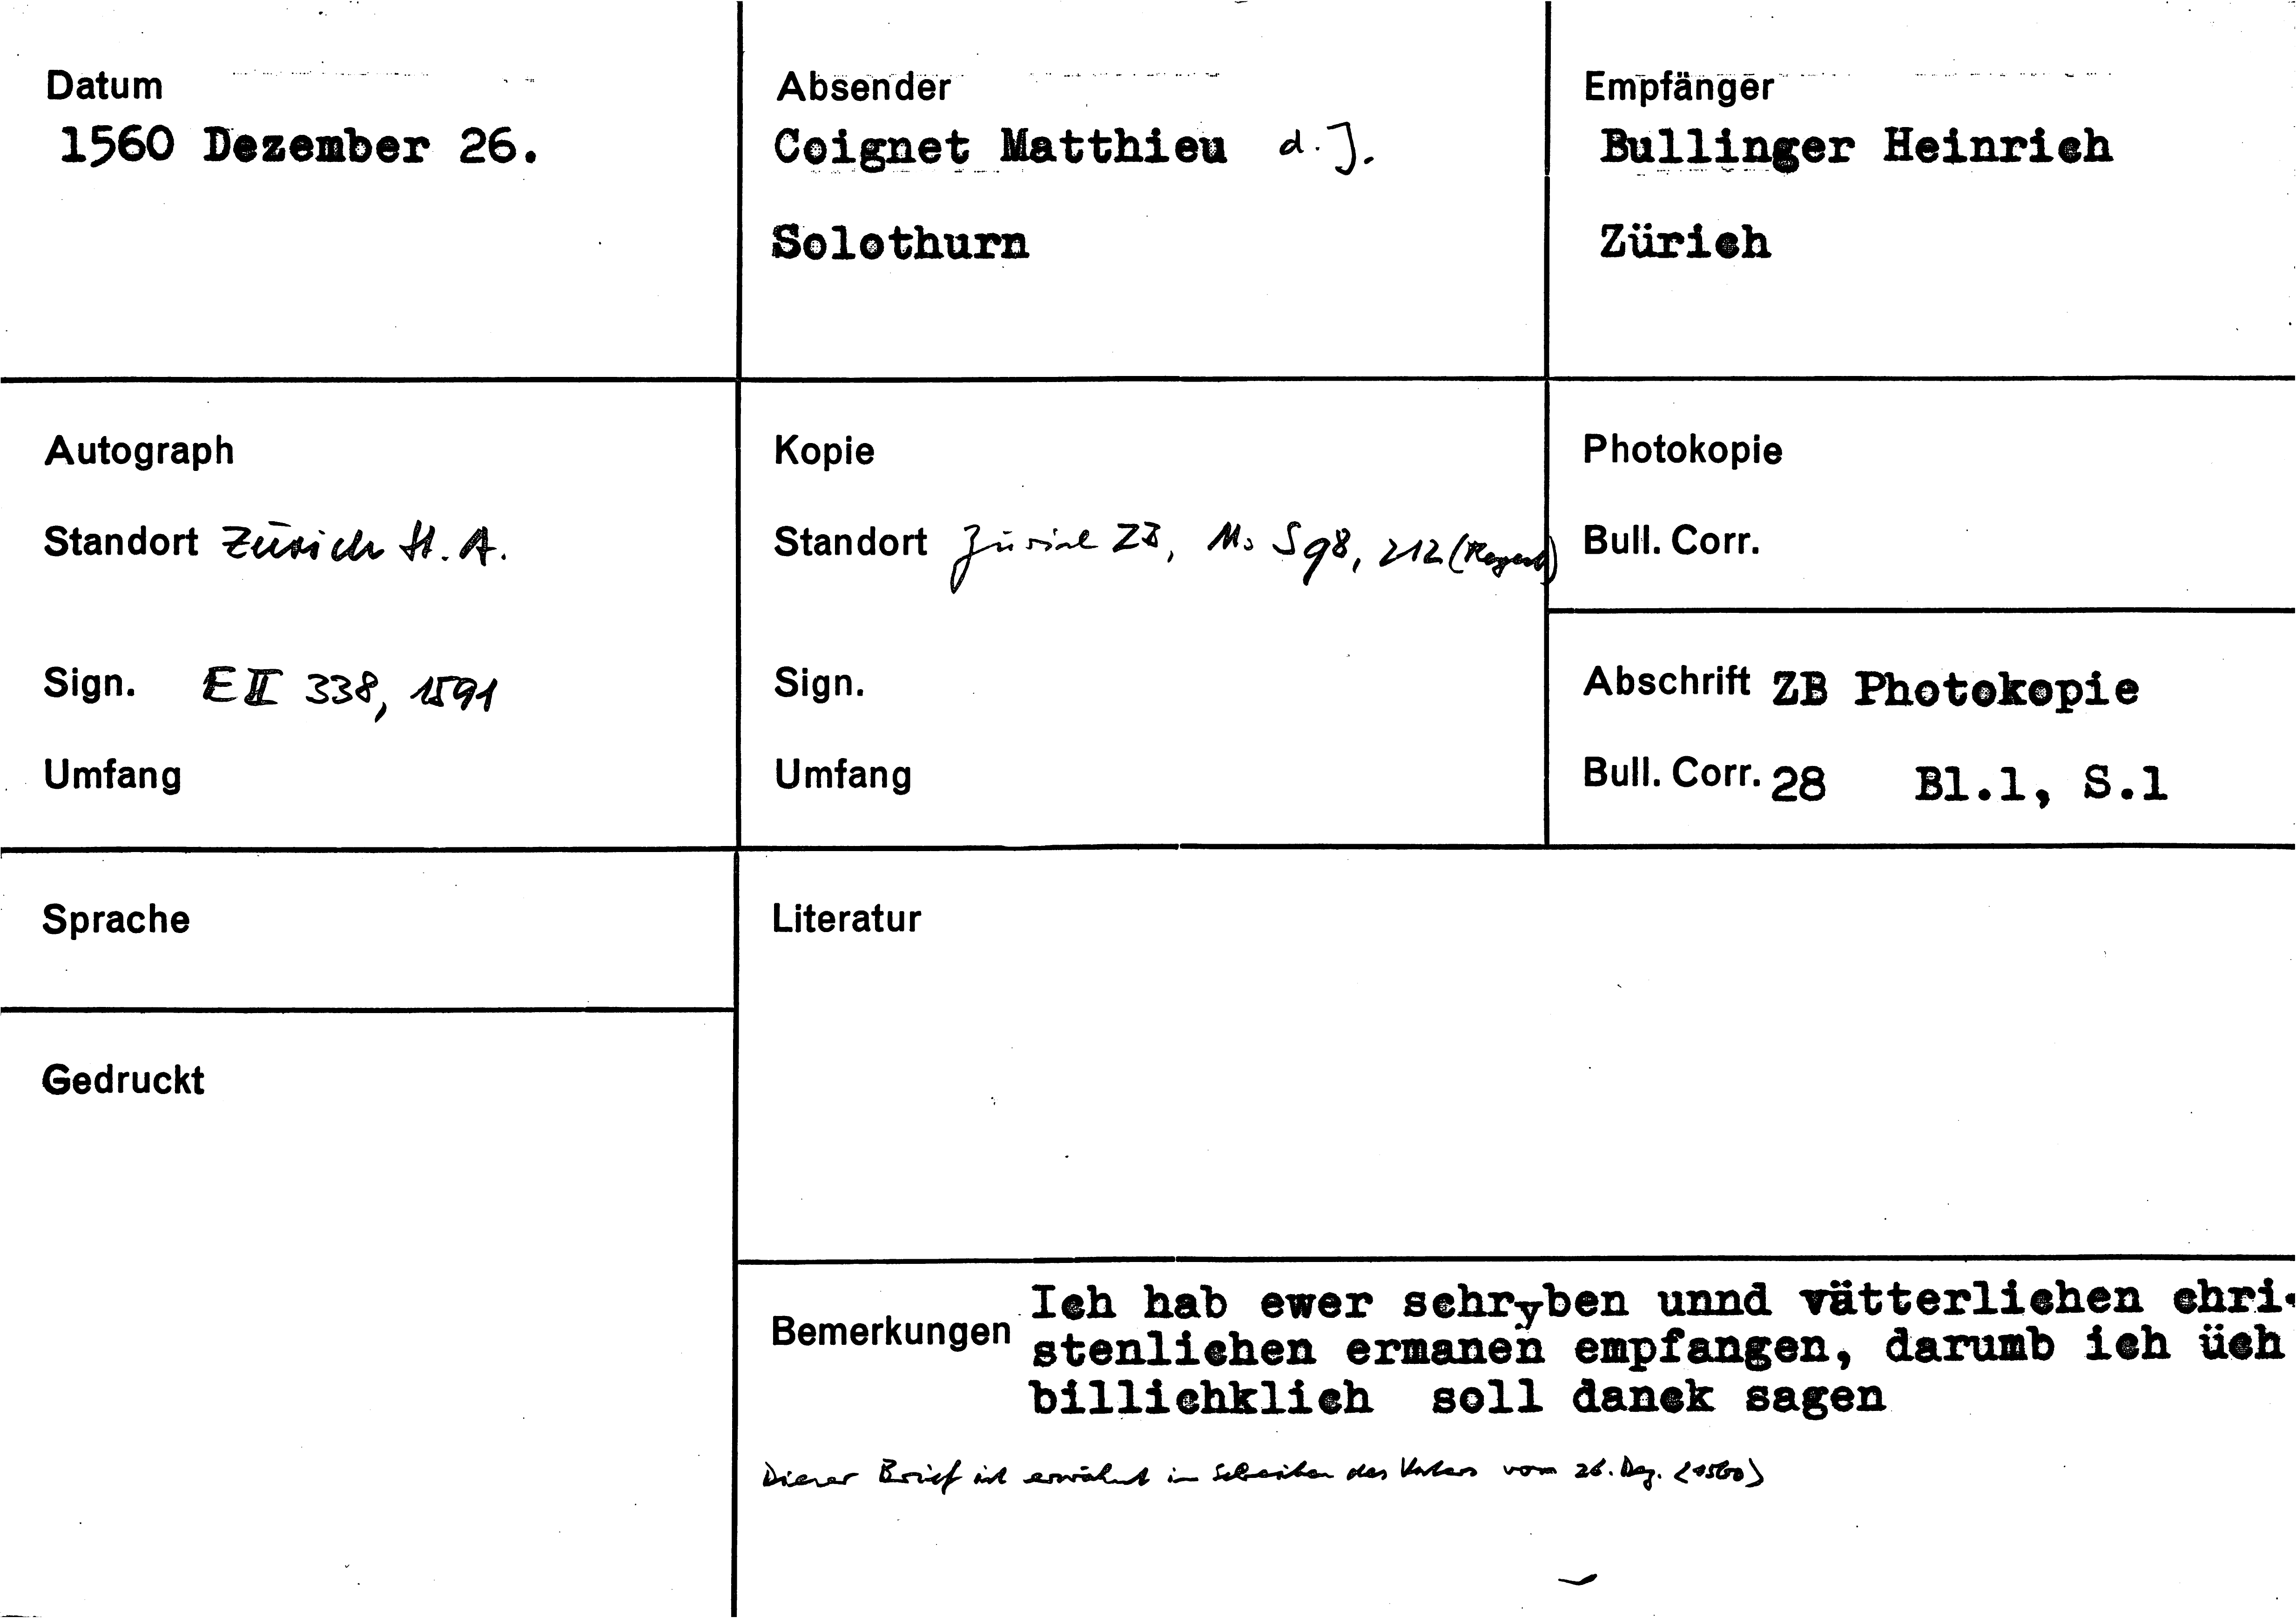 Datum
1560 Dezember 26.
Absender
Coignet Matthieu d. J.
Solothurn
Empfänger
Bullinger Heinrich
Zürich
Autograph
Standort Zürich St. A.
Sign. E II 338, 1591
Umfang
Kopie
Standort Zürich ZB, Ms S 98, 212 (Regest)
Sign.
Umfang
Photokopie
Bull. Corr.
Abschrift ZB Photokopie
Bull. Corr. 28 Bl.1, S.1
Sprache
Gedruckt
Literatur
Bemerkungen
Ich hab ewer schryben unnd vätterlichen chri-
stenlichen ermanen empfangen, darumb ich üch
billichklich soll danck sagen
Dieser Brief ist erwähnt im Schreiben des Vaters vom 26. Dez. <1560>